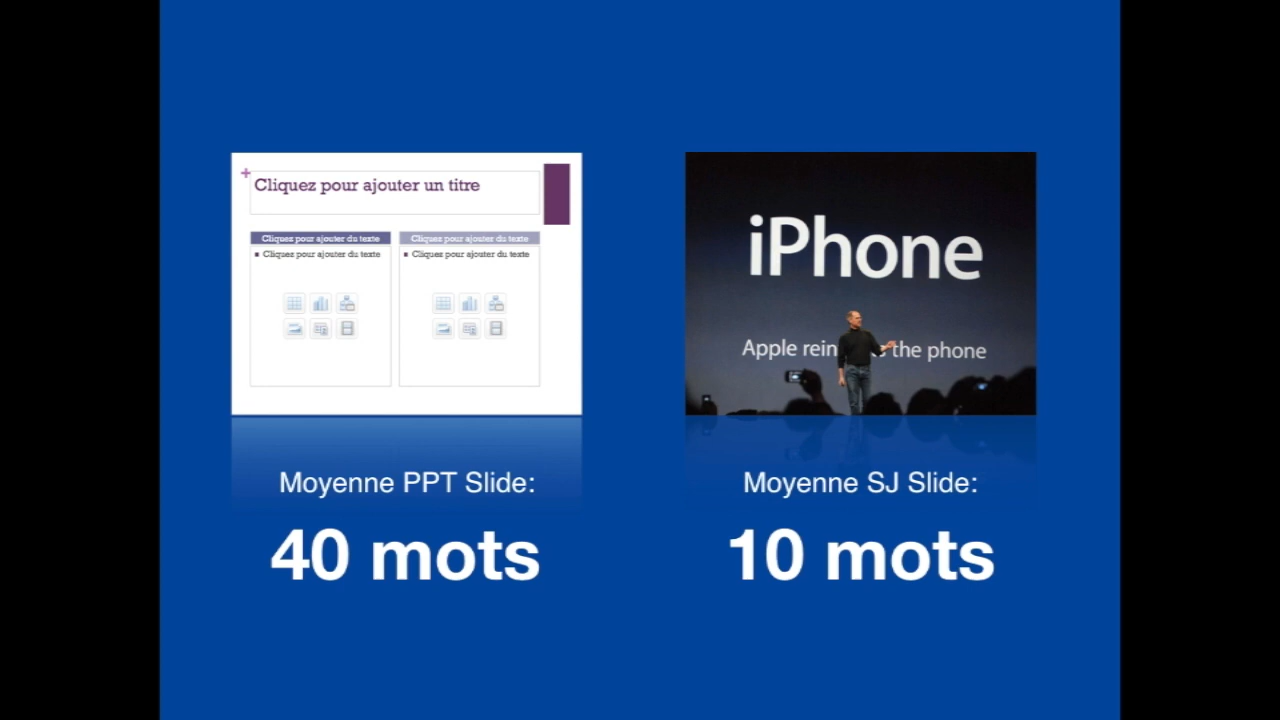 +
Cliquez pour ajouter un titre
Cliquez pour ajouter du texte
▪ Cliquez pour ajouter du texte
Cliquez pour ajouter du texte
▪ Cliquez pour ajouter du texte
Moyenne PPT Slide:
40 mots
iPhone
Apple rein the phone
Moyenne SJ Slide:
10 mots